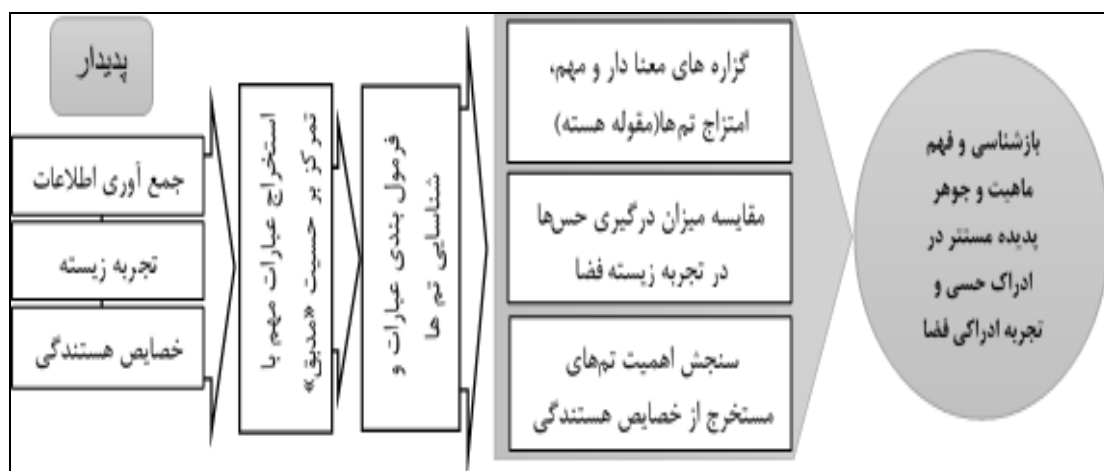 پدیدار
جمع آوری اطلاعات
تجربه زیسته
خصایص هستندگی
استخراج عبارات مهم با
تمرکز بر حسیت «مدبق»
فرمول بندی عبارات و
شناسایی تم ها
گزاره های معنا دار و مهم،
امتزاج تم‌ها(مقوله هسته)
مقایسه میزان درگیری حس‌ها
در تجربه زیسته فضا
سنجش اهمیت تم‌های
مستخرج از خصایص هستندگی
بازشناسی و فهم
ماهیت و جوهر
پدیده مستتر در
ادراک حسی و
تجربه ادراکی فضا